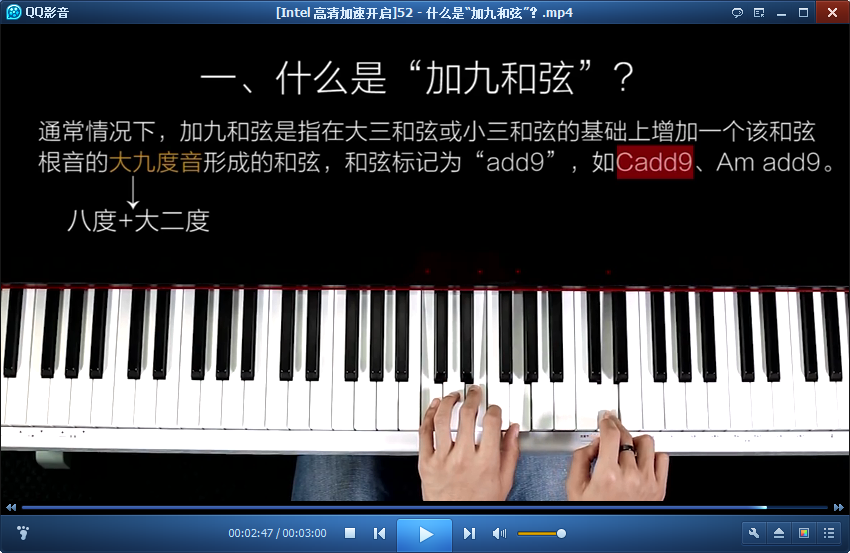 QQ影音
[Intel 高清加速开启]52 - 什么是“加九和弦”？.mp4
一、什么是“加九和弦”？
通常情况下，加九和弦是指在大三和弦或小三和弦的基础上增加一个该和弦
根音的大九度音形成的和弦，和弦标记为“add9”，如Cadd9、Am add9。
八度+大二度
00:02:47 / 00:03:00